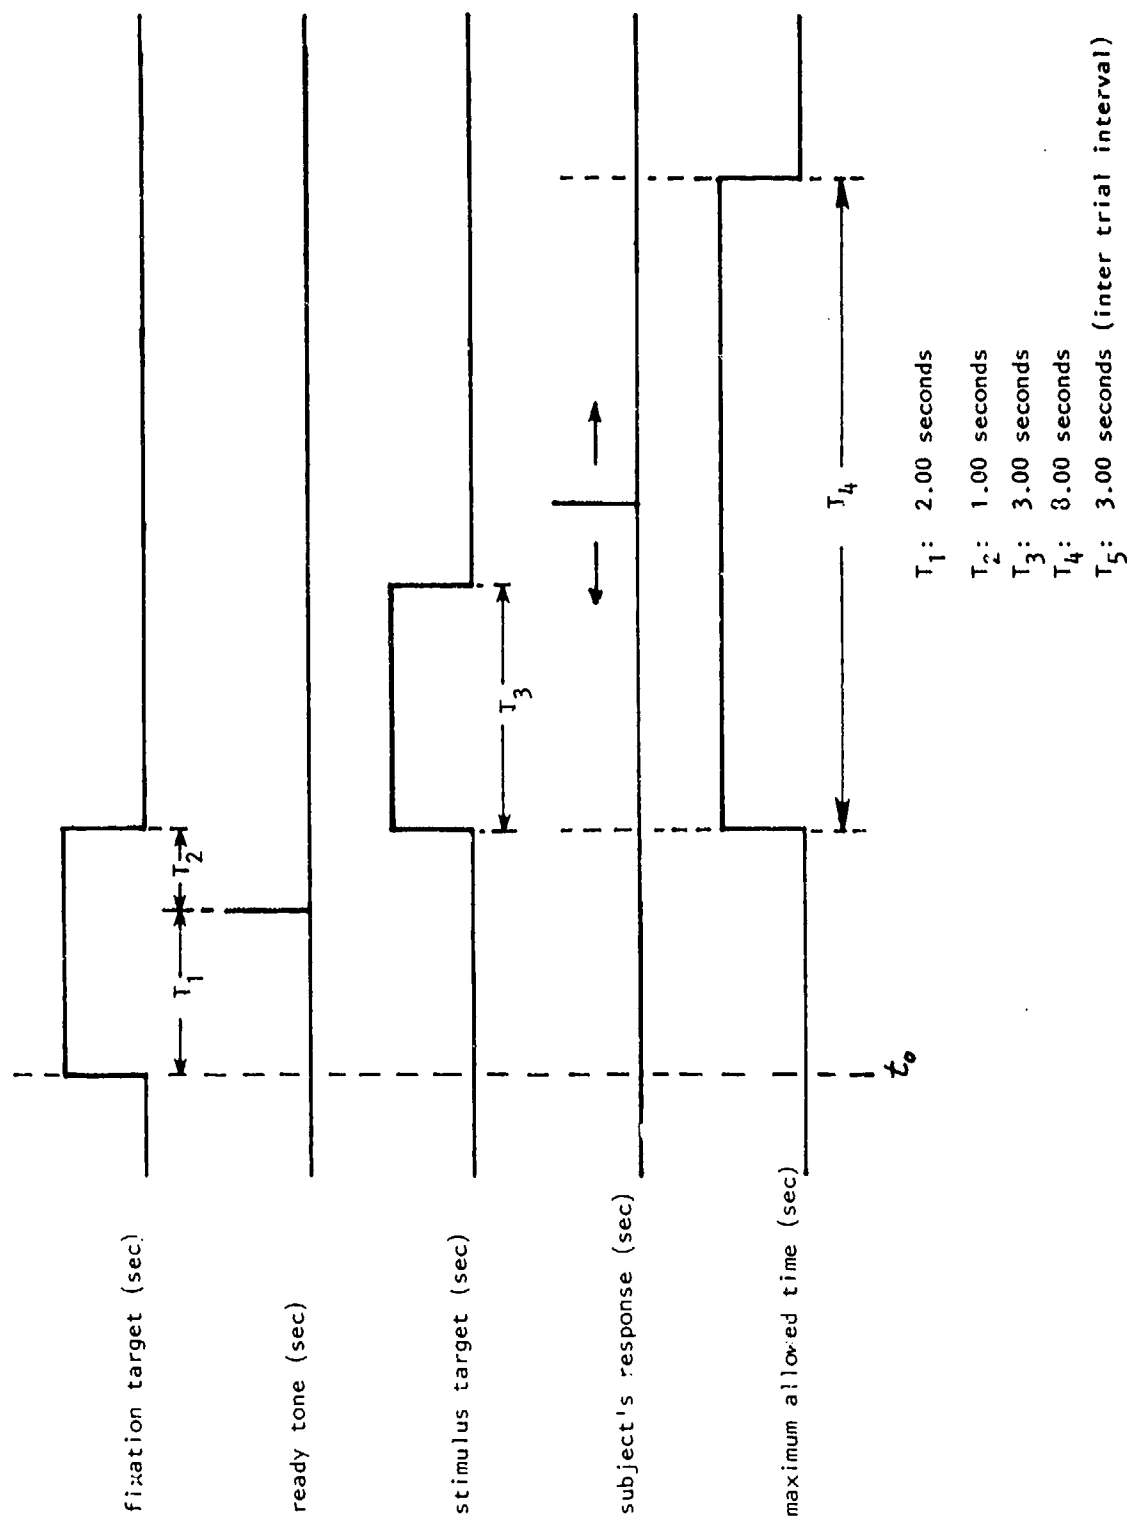 fixation target (sec)
T1
T2
ready tone (sec)
stimulus target (sec)
T3
subject's response (sec)
maximum allowed time (sec)
T4
t0
T1: 2.00 seconds
T2: 1.00 seconds
T3: 3.00 seconds
T4: 8.00 seconds
T5: 3.00 seconds (inter trial interval)